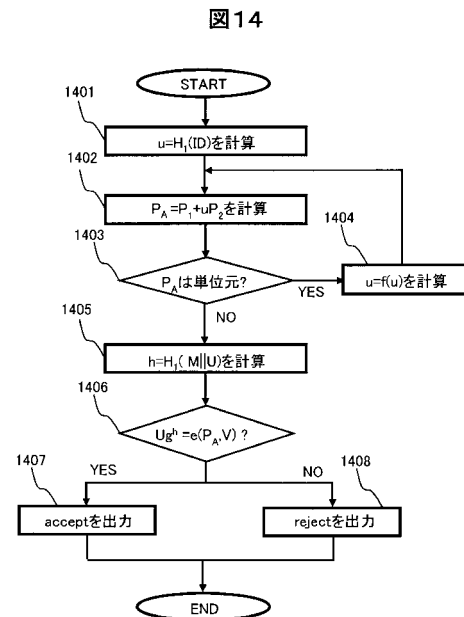 図14
START
1401
u=H₁(ID)を計算
1402
P_A=P₁+uP₂を計算
1403
1404
P_Aは単位元?
YES
u=f(u)を計算
NO
1405
h=H₁( M||U)を計算
1406
Ugʰ=e(P_A,V) ?
1407
YES
NO
1408
acceptを出力
rejectを出力
END